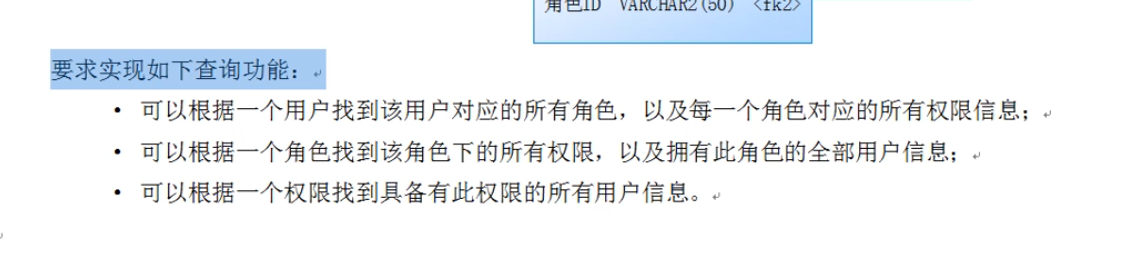 角色ID VARCHAR2(50) <fk2>
要求实现如下查询功能：
• 可以根据一个用户找到该用户对应的所有角色，以及每一个角色对应的所有权限信息；
• 可以根据一个角色找到该角色下的所有权限，以及拥有此角色的全部用户信息；
• 可以根据一个权限找到具备有此权限的所有用户信息。